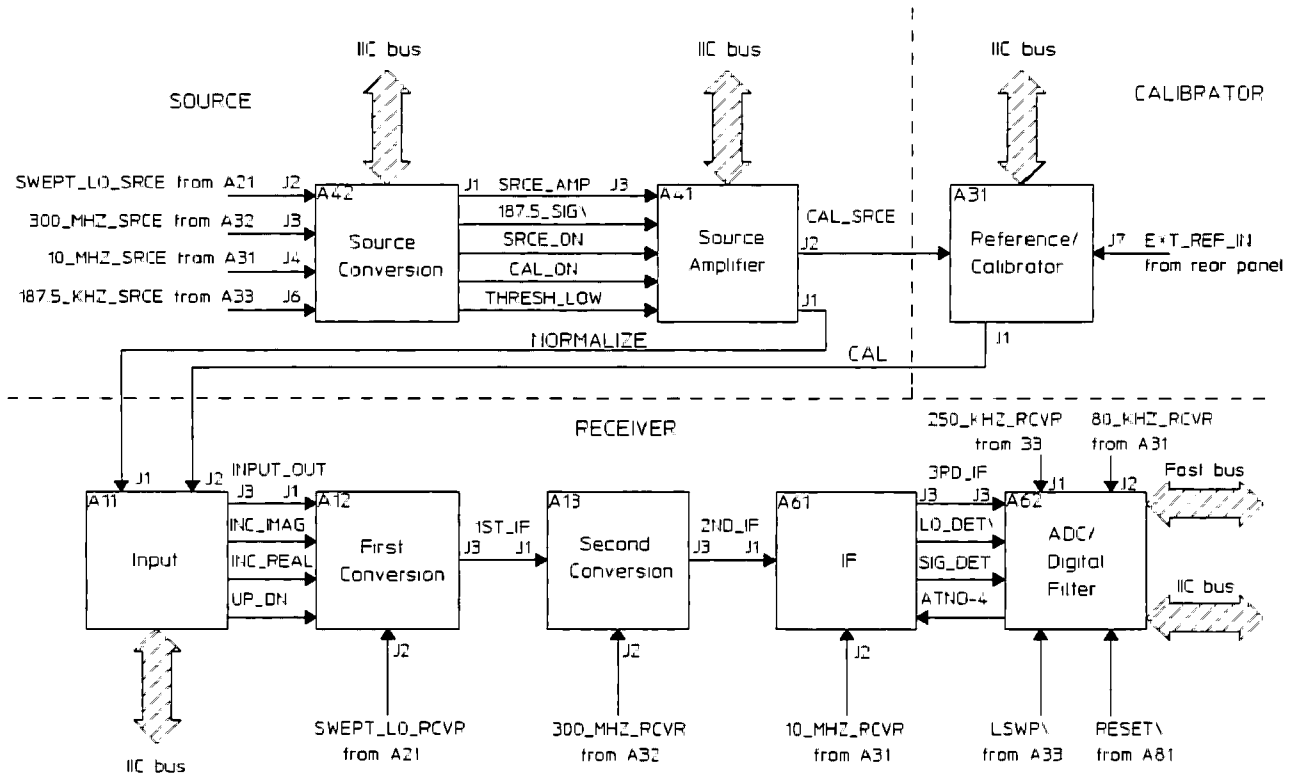 IIC bus
IIC bus
IIC bus
SOURCE
CALIBRATOR
SWEPT_LO_SRCE from A21 J2
300_MHZ_SRCE from A32 J3
10_MHZ_SRCE from A31 J4
187.5_KHZ_SRCE from A33 J6
A42
Source
Conversion
J1 SRCE_AMP J3
187.5_SIG\
SRCE_ON
CAL_ON
THRESH_LOW
A41
Source
Amplifier
CAL_SRCE
J2
J1
A31
Reference/
Calibrator
J7 EXT_REF_IN
from rear panel
J1
NORMALIZE
CAL
RECEIVER
250_KHZ_RCVR
from 33
80_KHZ_RCVR
from A31
J1
J2
A11
Input
INPUT_OUT
J3 J1
INC_IMAG
INC_REAL
UP_DN
A12
First
Conversion
1ST_IF
J3 J1
A13
Second
Conversion
2ND_IF
J3 J1
A61
IF
3RD_IF
J3 J3
LO_DET\
SIG_DET
ATN0-4
J1
J2
A62
ADC/
Digital
Filter
Fast bus
IIC bus
J2
J2
J2
SWEPT_LO_RCVR
from A21
300_MHZ_RCVR
from A32
10_MHZ_RCVR
from A31
LSWP\
from A33
RESET\
from A81
IIC bus